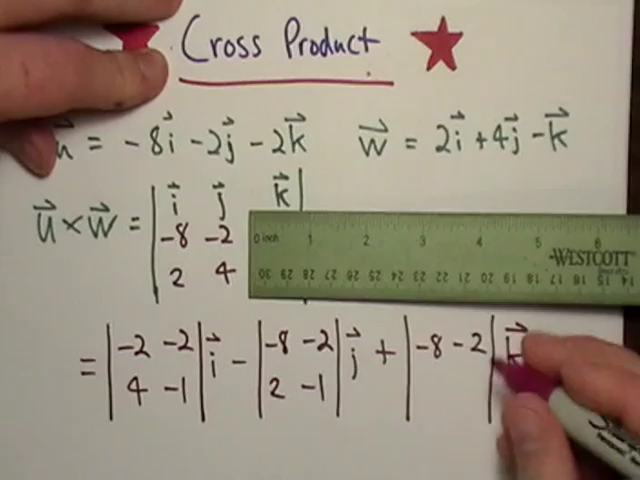 Cross Product
u⃗ = -8i⃗ -2j⃗ -2k⃗   w⃗ = 2i⃗ +4j⃗ -k⃗
u⃗ × w⃗ = | i⃗ j⃗ k⃗ |
-8 -2
2 4
0 inch 1 2 3 4 5 6
WESTCOTT
30 29 28 27 26 25 24 23 22 21 20 19 18 17 16 15 14
= | -2 -2 | i⃗ - | -8 -2 | j⃗ + | -8 -2 | k⃗
4 -1 2 -1